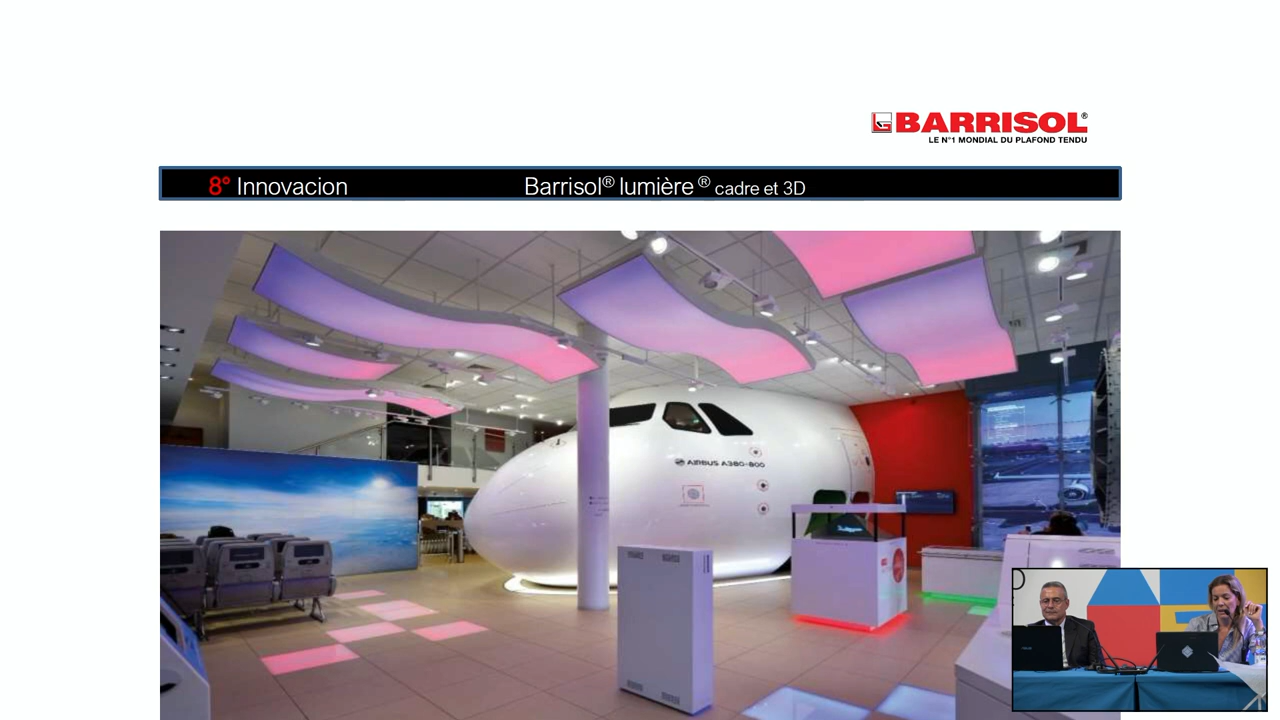 BARRISOL®
LE N°1 MONDIAL DU PLAFOND TENDU
8° Innovacion Barrisol® lumière® cadre et 3D
AIRBUS A380-800